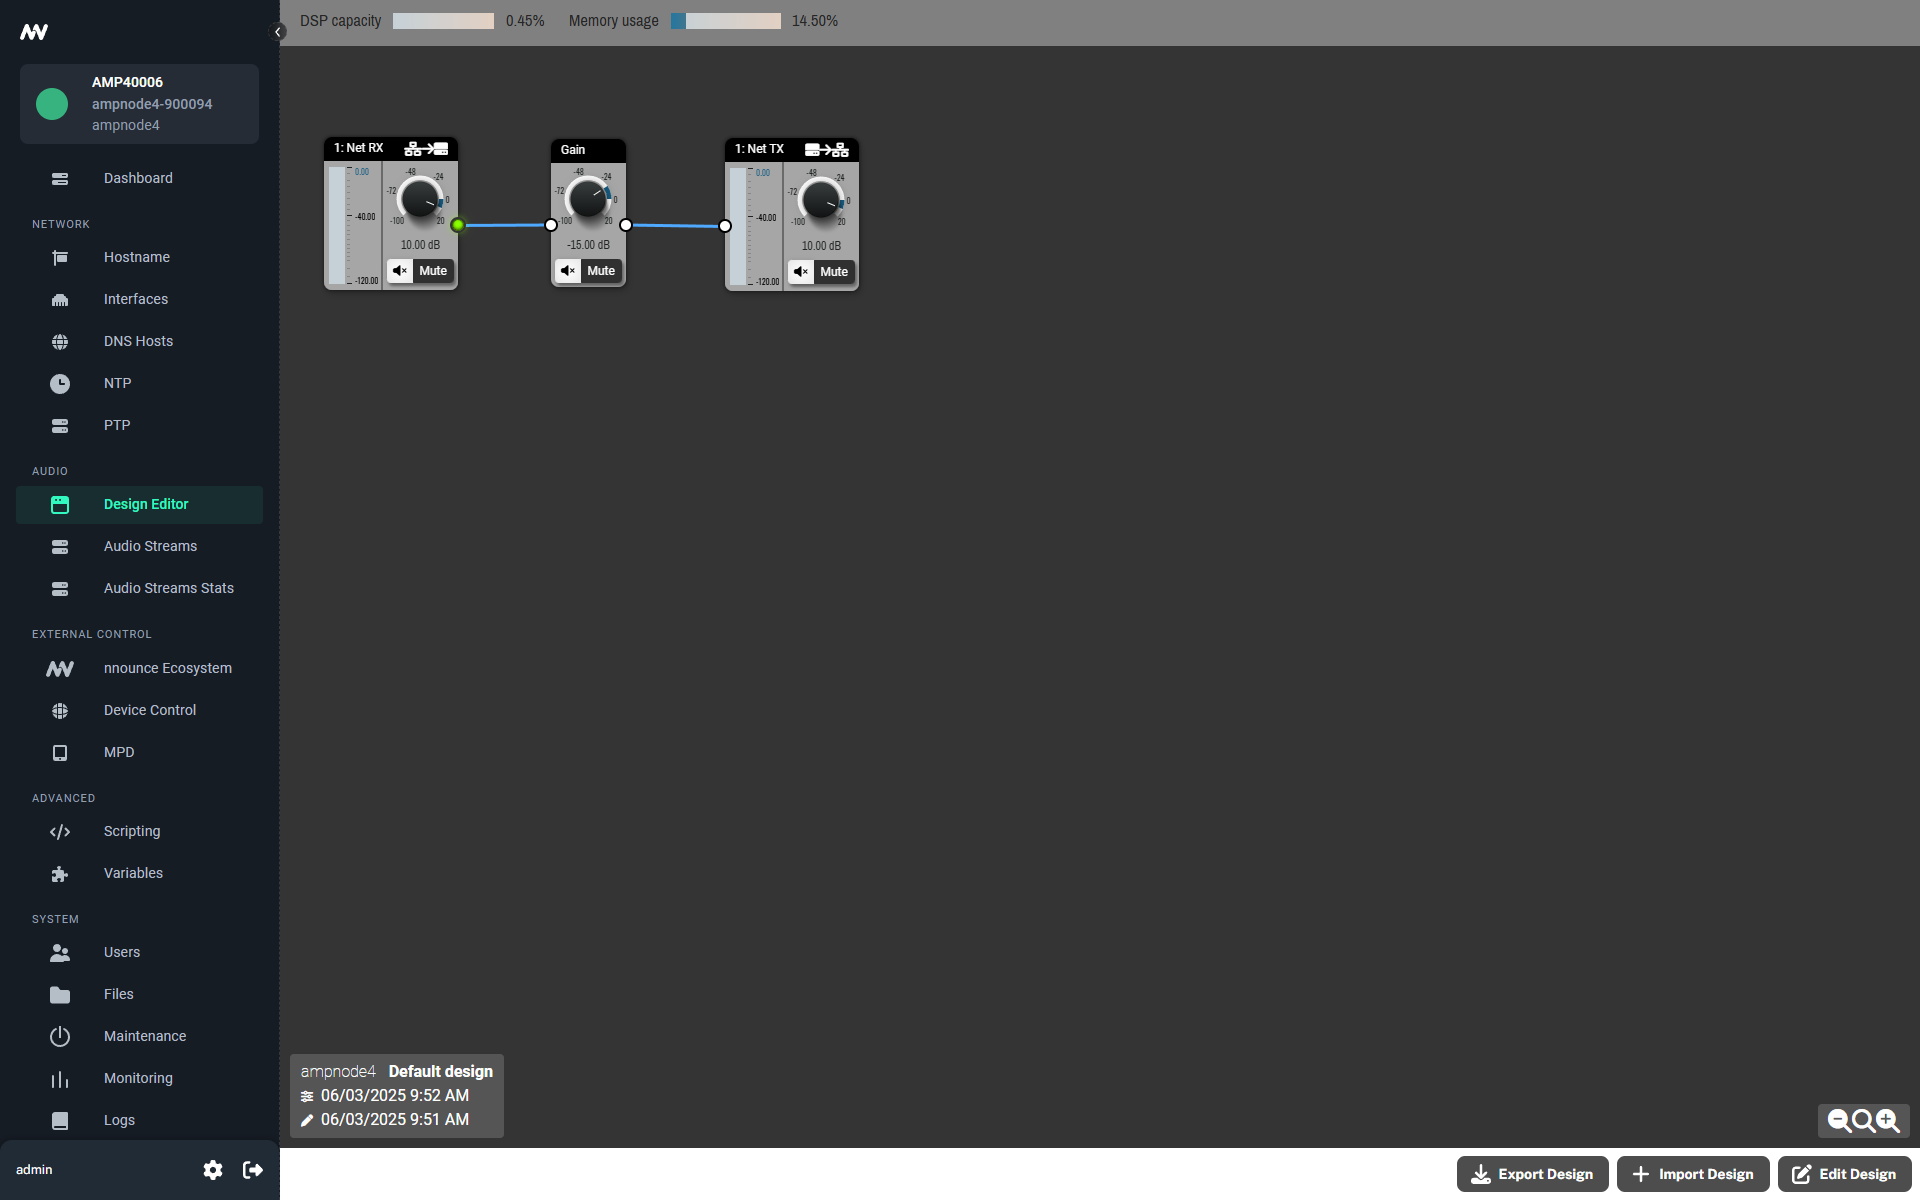 DSP capacity 0.45% Memory usage 14.50%
AMP40006
ampnode4-900094
ampnode4
Dashboard
NETWORK
Hostname
Interfaces
DNS Hosts
NTP
PTP
AUDIO
Design Editor
Audio Streams
Audio Streams Stats
EXTERNAL CONTROL
nnounce Ecosystem
Device Control
MPD
ADVANCED
Scripting
Variables
SYSTEM
Users
Files
Maintenance
Monitoring
Logs
admin
1: Net RX
0.00
-40.00
-120.00
-48
-24
-72
0
-100
20
10.00 dB
Mute
Gain
-48
-24
-72
0
-100
20
-15.00 dB
Mute
1: Net TX
0.00
-40.00
-120.00
-48
-24
-72
0
-100
20
10.00 dB
Mute
ampnode4 Default design
06/03/2025 9:52 AM
06/03/2025 9:51 AM
Export Design
Import Design
Edit Design